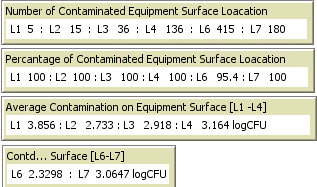 Number of Contaminated Equipment Surface Loacation
L1 5 : L2 15 : L3 36 : L4 136 : L6 415 : L7 180
Percentage of Contaminated Equipment Surface Loacation
L1 100 : L2 100 : L3 100 : L4 100 : L6 95.4 : L7 100
Average Contamination on Equipment Surface [L1 -L4]
L1 3.856 : L2 2.733 : L3 2.918 : L4 3.164 logCFU
Contd... Surface [L6-L7]
L6 2.3298 : L7 3.0647 logCFU